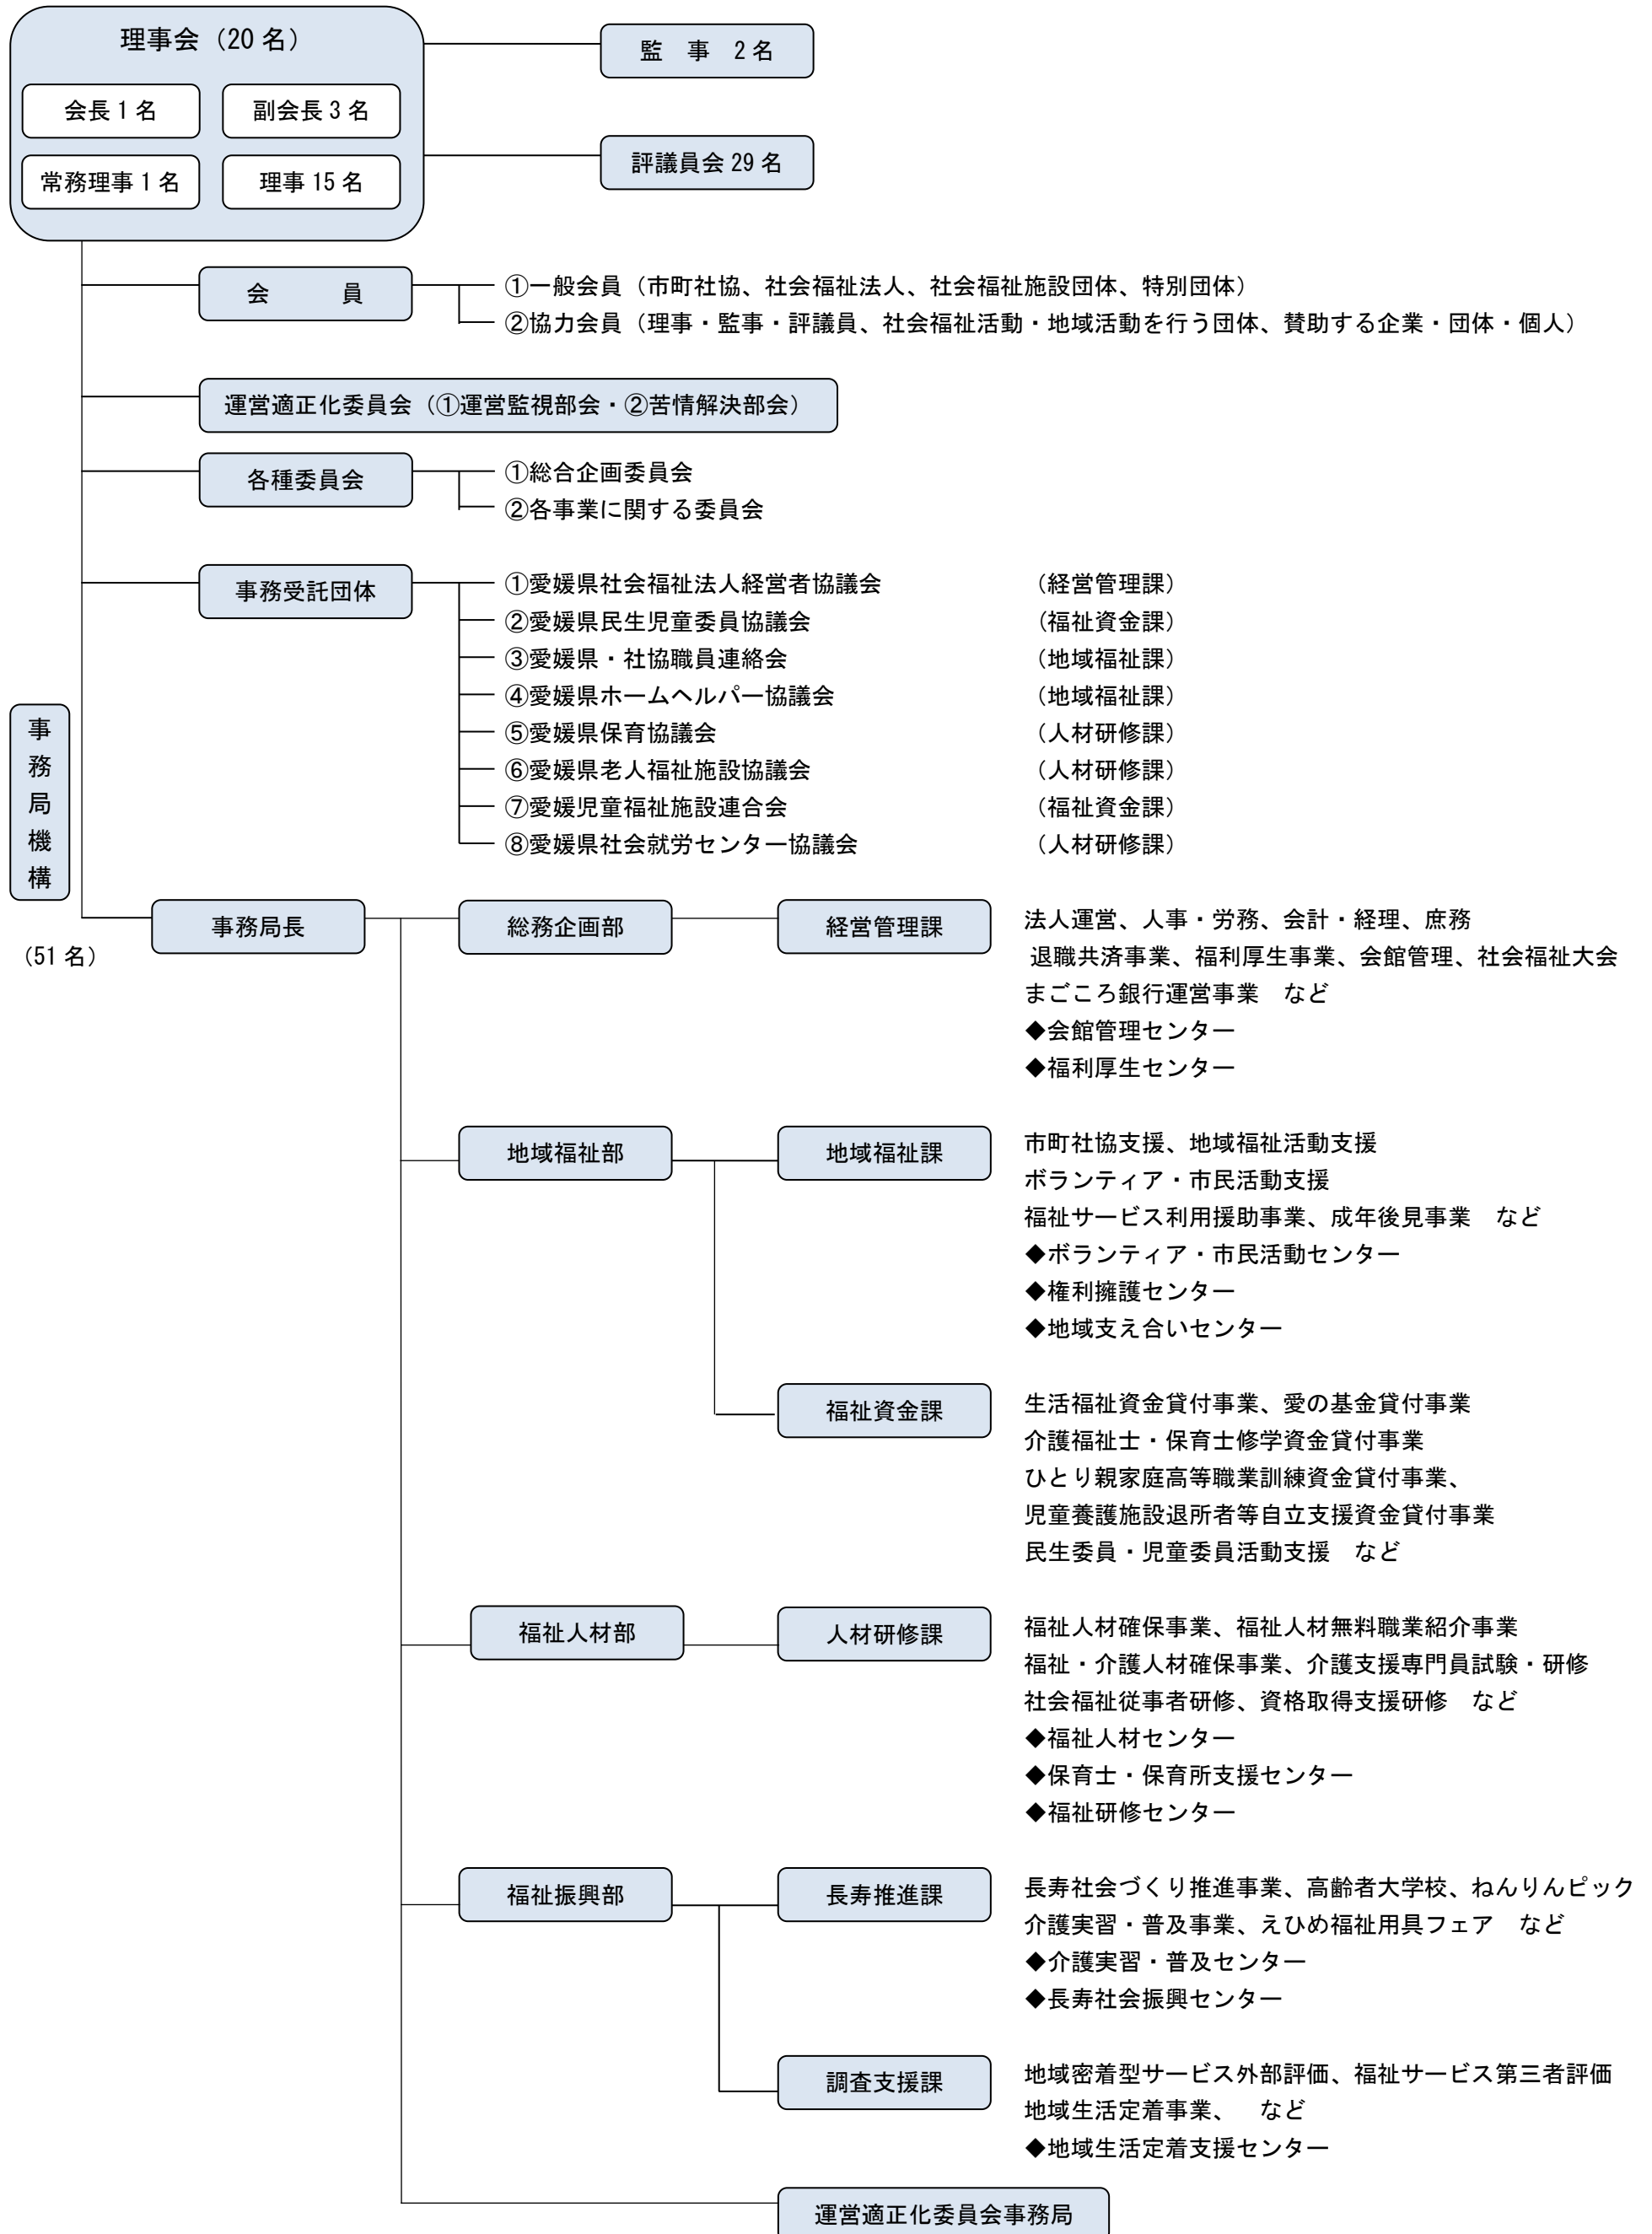 理事会（20 名）
会長 1 名
副会長 3 名
常務理事 1 名
理事 15 名
監　事　2 名
評議員会 29 名
会　　　員
①一般会員（市町社協、社会福祉法人、社会福祉施設団体、特別団体）
②協力会員（理事・監事・評議員、社会福祉活動・地域活動を行う団体、賛助する企業・団体・個人）
運営適正化委員会（①運営監視部会・②苦情解決部会）
各種委員会
①総合企画委員会
②各事業に関する委員会
事務受託団体
①愛媛県社会福祉法人経営者協議会　（経営管理課）
②愛媛県民生児童委員協議会　（福祉資金課）
③愛媛県・社協職員連絡会　（地域福祉課）
④愛媛県ホームヘルパー協議会　（地域福祉課）
⑤愛媛県保育協議会　（人材研修課）
⑥愛媛県老人福祉施設協議会　（人材研修課）
⑦愛媛児童福祉施設連合会　（福祉資金課）
⑧愛媛県社会就労センター協議会　（人材研修課）
事務局機構
（51 名）
事務局長
総務企画部
経営管理課
法人運営、人事・労務、会計・経理、庶務
退職共済事業、福利厚生事業、会館管理、社会福祉大会
まごころ銀行運営事業　など
◆会館管理センター
◆福利厚生センター
地域福祉部
地域福祉課
市町社協支援、地域福祉活動支援
ボランティア・市民活動支援
福祉サービス利用援助事業、成年後見事業　など
◆ボランティア・市民活動センター
◆権利擁護センター
◆地域支え合いセンター
福祉資金課
生活福祉資金貸付事業、愛の基金貸付事業
介護福祉士・保育士修学資金貸付事業
ひとり親家庭高等職業訓練資金貸付事業、
児童養護施設退所者等自立支援資金貸付事業
民生委員・児童委員活動支援　など
福祉人材部
人材研修課
福祉人材確保事業、福祉人材無料職業紹介事業
福祉・介護人材確保事業、介護支援専門員試験・研修
社会福祉従事者研修、資格取得支援研修　など
◆福祉人材センター
◆保育士・保育所支援センター
◆福祉研修センター
福祉振興部
長寿推進課
長寿社会づくり推進事業、高齢者大学校、ねんりんピック
介護実習・普及事業、えひめ福祉用具フェア　など
◆介護実習・普及センター
◆長寿社会振興センター
調査支援課
地域密着型サービス外部評価、福祉サービス第三者評価
地域生活定着事業、　など
◆地域生活定着支援センター
運営適正化委員会事務局